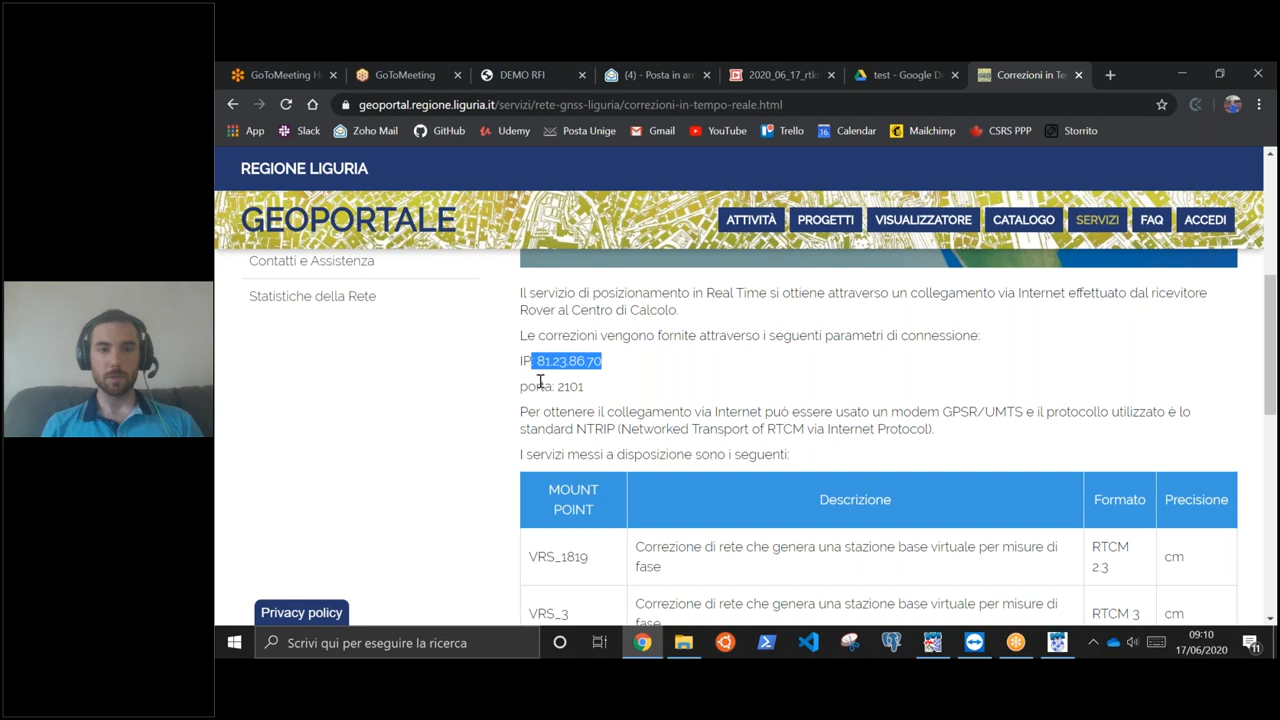 GoToMeeting H
GoToMeeting
DEMO RFI
(4) - Posta in arr
2020_06_17_rtk
test - Google D
Correzioni in Te
geoportal.regione.liguria.it/servizi/rete-gnss-liguria/correzioni-in-tempo-reale.html
App
Slack
Zoho Mail
GitHub
Udemy
Posta Unige
Gmail
YouTube
Trello
Calendar
Mailchimp
CSRS PPP
Storrito
REGIONE LIGURIA
GEOPORTALE
ATTIVITÀ
PROGETTI
VISUALIZZATORE
CATALOGO
SERVIZI
FAQ
ACCEDI
Contatti e Assistenza
Statistiche della Rete
Il servizio di posizionamento in Real Time si ottiene attraverso un collegamento via Internet effettuato dal ricevitore
Rover al Centro di Calcolo.
Le correzioni vengono fornite attraverso i seguenti parametri di connessione:
IP: 81.23.86.70
porta: 2101
Per ottenere il collegamento via Internet può essere usato un modem GPSR/UMTS e il protocollo utilizzato è lo
standard NTRIP (Networked Transport of RTCM via Internet Protocol).
I servizi messi a disposizione sono i seguenti:
MOUNT
POINT
Descrizione
Formato
Precisione
VRS_1819
Correzione di rete che genera una stazione base virtuale per misure di
fase
RTCM
2.3
cm
VRS_3
Correzione di rete che genera una stazione base virtuale per misure di
fase
RTCM 3
cm
Privacy policy
Scrivi qui per eseguire la ricerca
09:10
17/06/2020
11